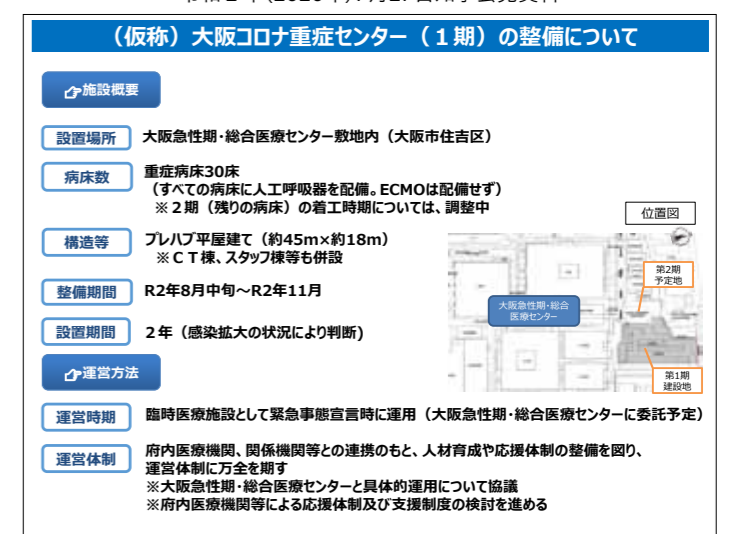 （仮称）大阪コロナ重症センター（１期）の整備について
施設概要
設置場所
大阪急性期・総合医療センター敷地内（大阪市住吉区）
病床数
重症病床30床
（すべての病床に人工呼吸器を配備。ECMOは配備せず）
※２期（残りの病床）の着工時期については、調整中
構造等
プレハブ平屋建て（約45m×約18m）
※ＣＴ棟、スタッフ棟等も併設
整備期間
R2年8月中旬～R2年11月
設置期間
２年（感染拡大の状況により判断)
位置図
第2期
予定地
大阪急性期・総合
医療センター
第1期
建設地
運営方法
運営時期
臨時医療施設として緊急事態宣言時に運用（大阪急性期・総合医療センターに委託予定）
運営体制
府内医療機関、関係機関等との連携のもと、人材育成や応援体制の整備を図り、
運営体制に万全を期す
※大阪急性期・総合医療センターと具体的運用について協議
※府内医療機関等による応援体制及び支援制度の検討を進める